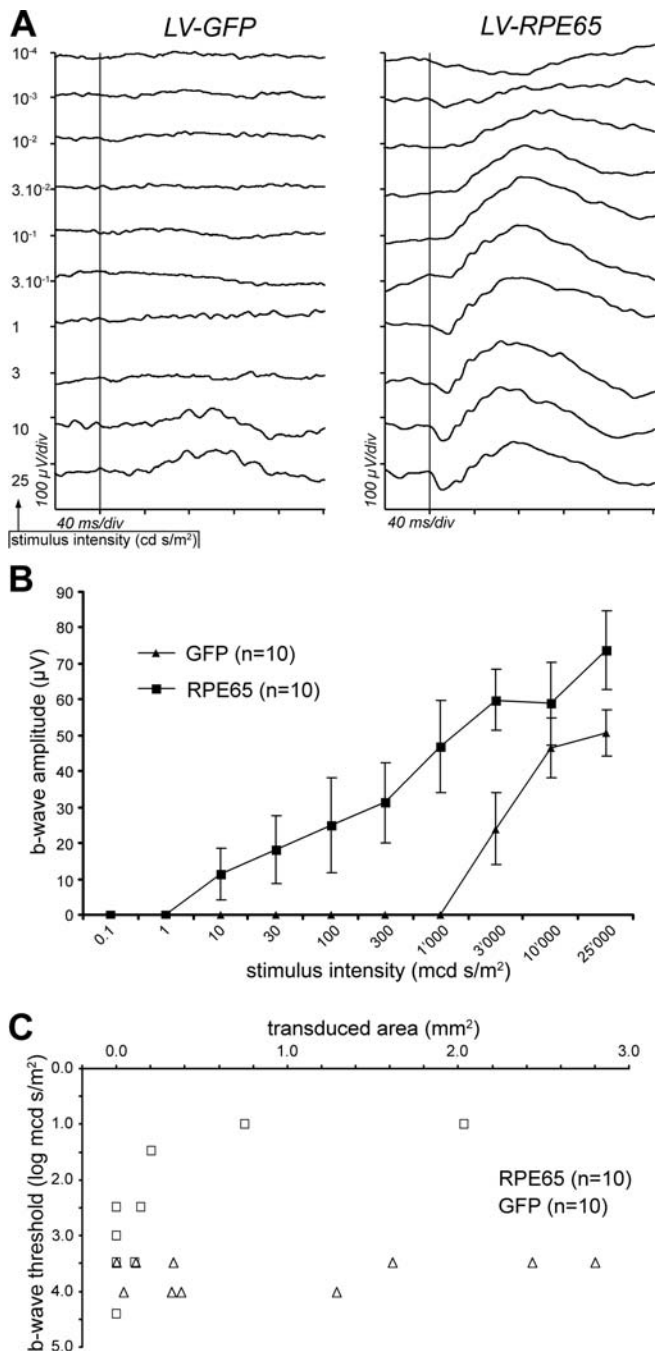 A
LV-GFP
LV-RPE65
10⁻⁴
10⁻³
10⁻²
3.10⁻²
10⁻¹
3.10⁻¹
1
3
10
25
100 µV/div
100 µV/div
40 ms/div
40 ms/div
stimulus intensity (cd s/m²)
B
90
80
70
60
50
40
30
20
10
0
b-wave amplitude (µV)
GFP (n=10)
RPE65 (n=10)
0.1
1
10
30
100
300
1'000
3'000
10'000
25'000
stimulus intensity (mcd s/m²)
C
transduced area (mm²)
0.0
1.0
2.0
3.0
0.0
1.0
2.0
3.0
4.0
5.0
b-wave threshold (log mcd s/m²)
RPE65 (n=10)
GFP (n=10)